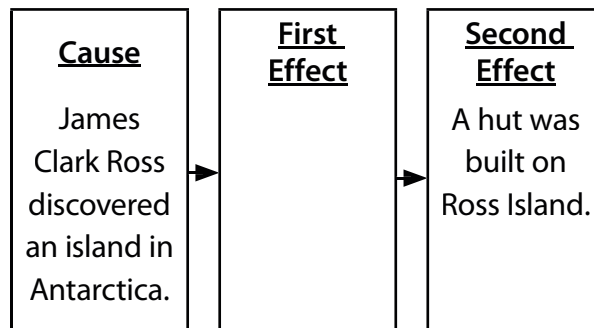 Cause
James
Clark Ross
discovered
an island in
Antarctica.
First
Effect
Second
Effect
A hut was
built on
Ross Island.